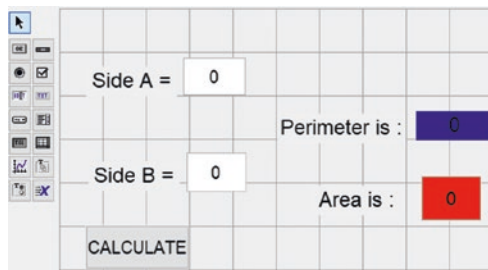 Side A = 0
Perimeter is : 0
Side B = 0
Area is : 0
CALCULATE